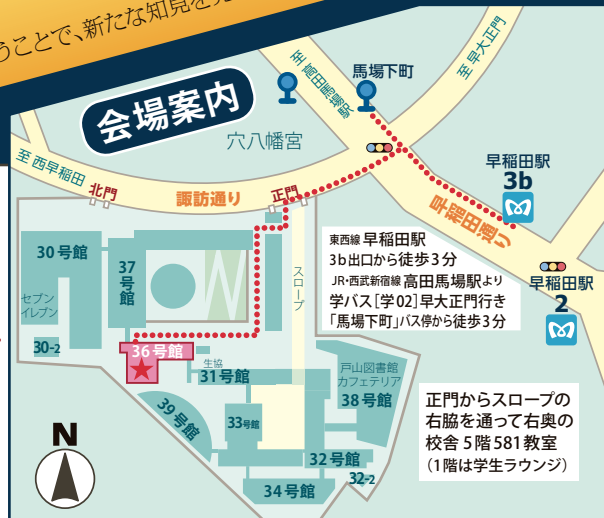 うことで、新たな知見を
会場案内
至高田馬場駅
馬場下町
至早大正門
穴八幡宮
至西早稲田
北門
諏訪通り
正門
早稲田駅
3b
早稲田通り
東西線 早稲田駅
3b出口から徒歩3分
JR・西武新宿線 高田馬場駅より
学バス[学02]早大正門行き
「馬場下町」バス停から徒歩3分
早稲田駅
2
30号館
37号館
スロープ
セブン
イレブン
30-2
36号館
生協
31号館
戸山図書館
カフェテリア
38号館
39号館
33号館
32号館
32-2
34号館
正門からスロープの
右脇を通って右奥の
校舎5階581教室
（1階は学生ラウンジ）
N